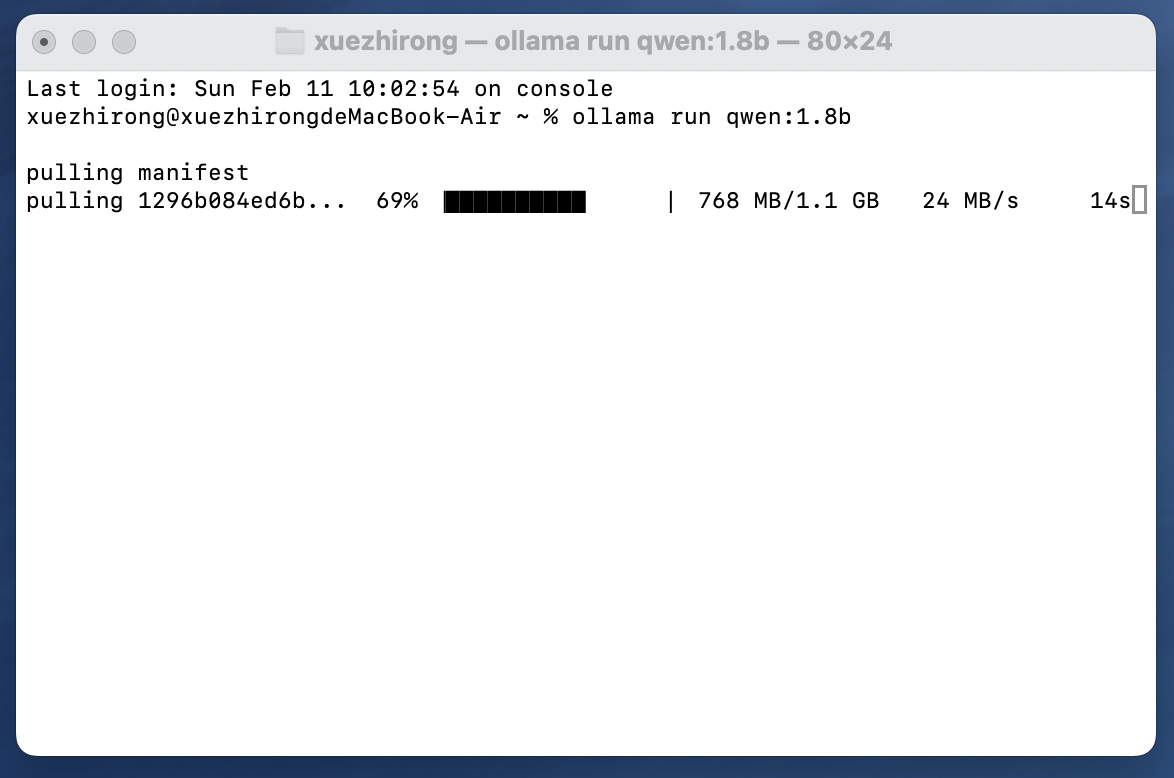 xuezhirong — ollama run qwen:1.8b — 80×24
Last login: Sun Feb 11 10:02:54 on console
xuezhirong@xuezhirongdeMacBook-Air ~ % ollama run qwen:1.8b
pulling manifest
pulling 1296b084ed6b... 69% ▕██████████ | 768 MB/1.1 GB 24 MB/s 14s